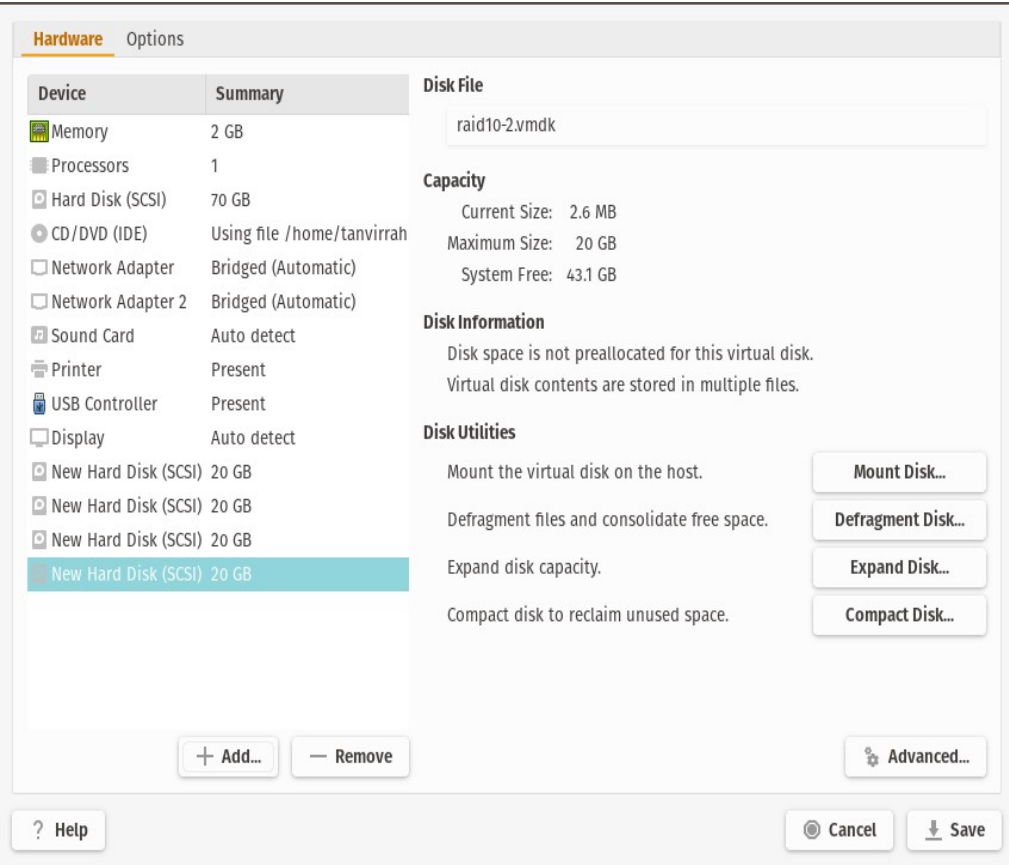 Hardware Options
Device Summary
Memory 2 GB
Processors 1
Hard Disk (SCSI) 70 GB
CD/DVD (IDE) Using file /home/tanvirrah
Network Adapter Bridged (Automatic)
Network Adapter 2 Bridged (Automatic)
Sound Card Auto detect
Printer Present
USB Controller Present
Display Auto detect
New Hard Disk (SCSI) 20 GB
New Hard Disk (SCSI) 20 GB
New Hard Disk (SCSI) 20 GB
New Hard Disk (SCSI) 20 GB
Add... Remove
Disk File
raid10-2.vmdk
Capacity
Current Size: 2.6 MB
Maximum Size: 20 GB
System Free: 43.1 GB
Disk Information
Disk space is not preallocated for this virtual disk.
Virtual disk contents are stored in multiple files.
Disk Utilities
Mount the virtual disk on the host. Mount Disk...
Defragment files and consolidate free space. Defragment Disk...
Expand disk capacity. Expand Disk...
Compact disk to reclaim unused space. Compact Disk...
Advanced...
? Help Cancel Save